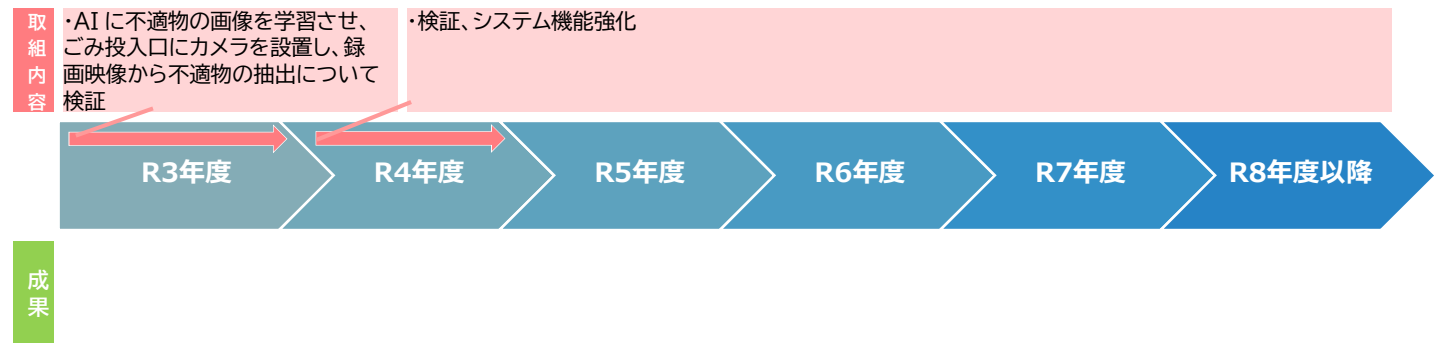 取組内容
・AI に不適物の画像を学習させ、
ごみ投入口にカメラを設置し、録
画映像から不適物の抽出について
検証
・検証、システム機能強化
R3年度
R4年度
R5年度
R6年度
R7年度
R8年度以降
成果